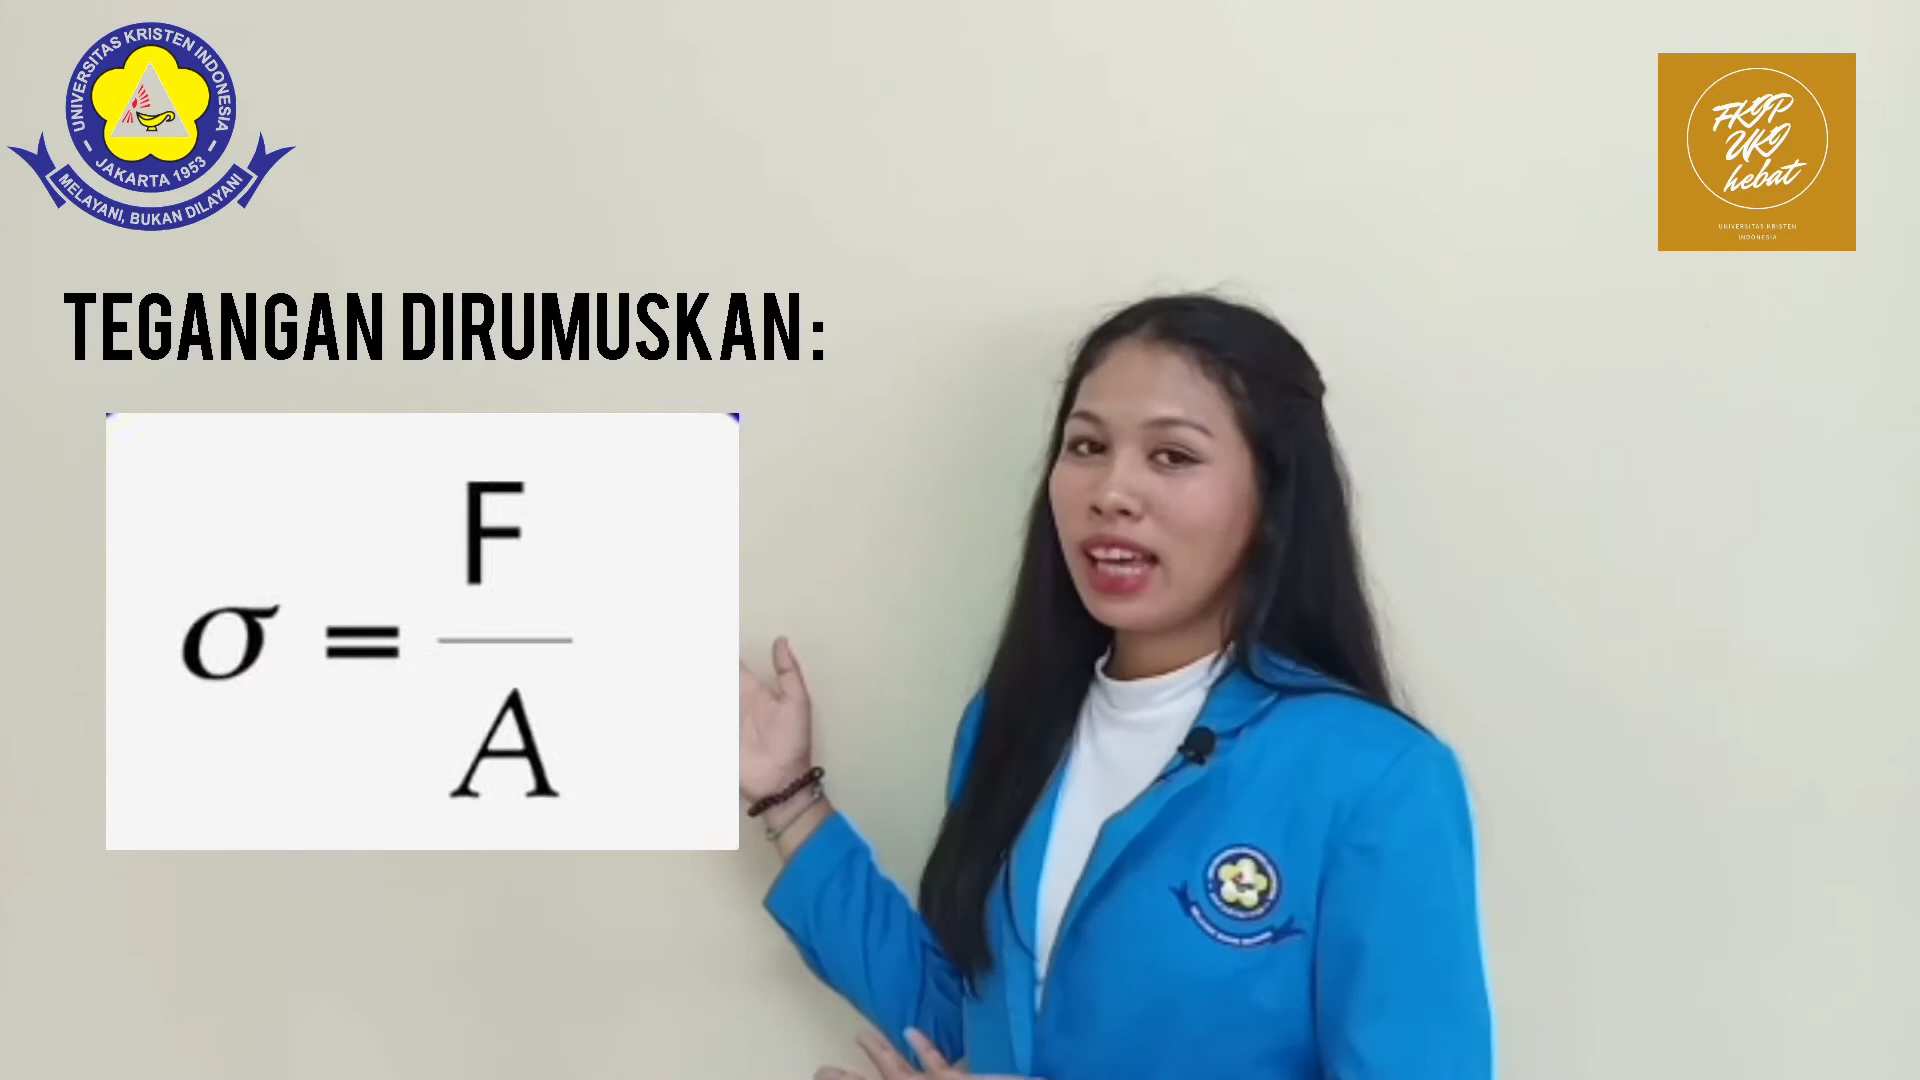 UNIVERSITAS KRISTEN INDONESIA
- JAKARTA 1953 -
MELAYANI, BUKAN DILAYANI
FKIP
UKI
hebat
UNIVERSITAS KRISTEN
INDONESIA
TEGANGAN DIRUMUSKAN:
σ = F
A